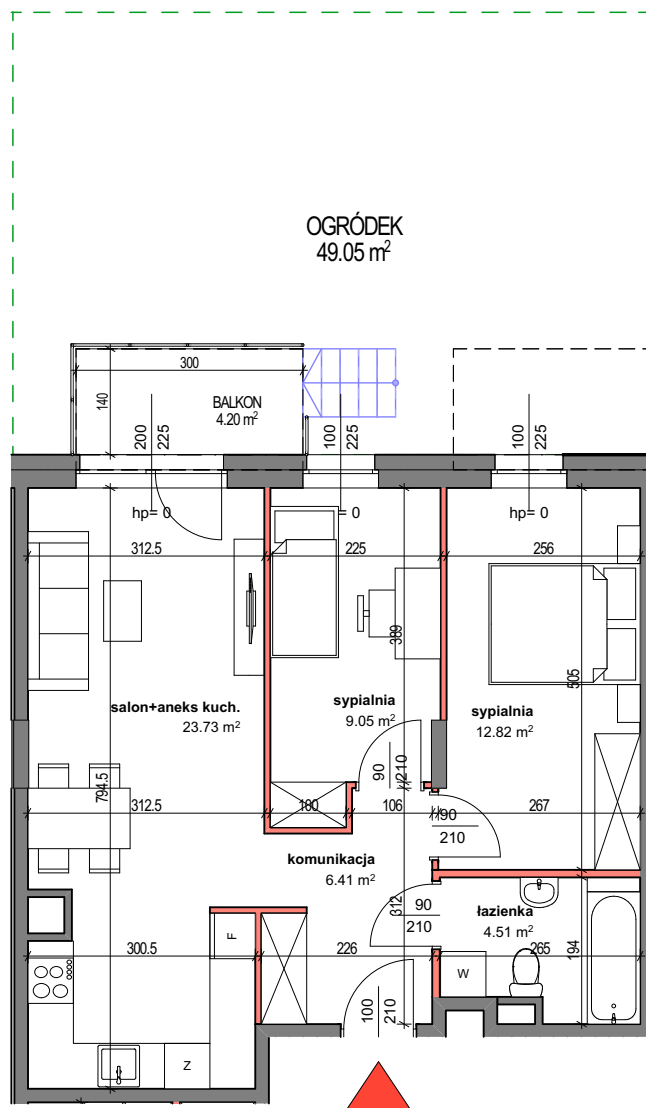 OGRÓDEK
49.05 m²
300
140
BALKON
4.20 m²
200
225
100
225
100
225
hp= 0
= 0
hp= 0
312.5
225
256
389
505
salon+aneks kuch.
23.73 m²
sypialnia
9.05 m²
sypialnia
12.82 m²
794.5
90
210
312.5
100
106
90
210
267
komunikacja
6.41 m²
312
90
210
łazienka
4.51 m²
194
F
300.5
226
265
W
100
210
Z